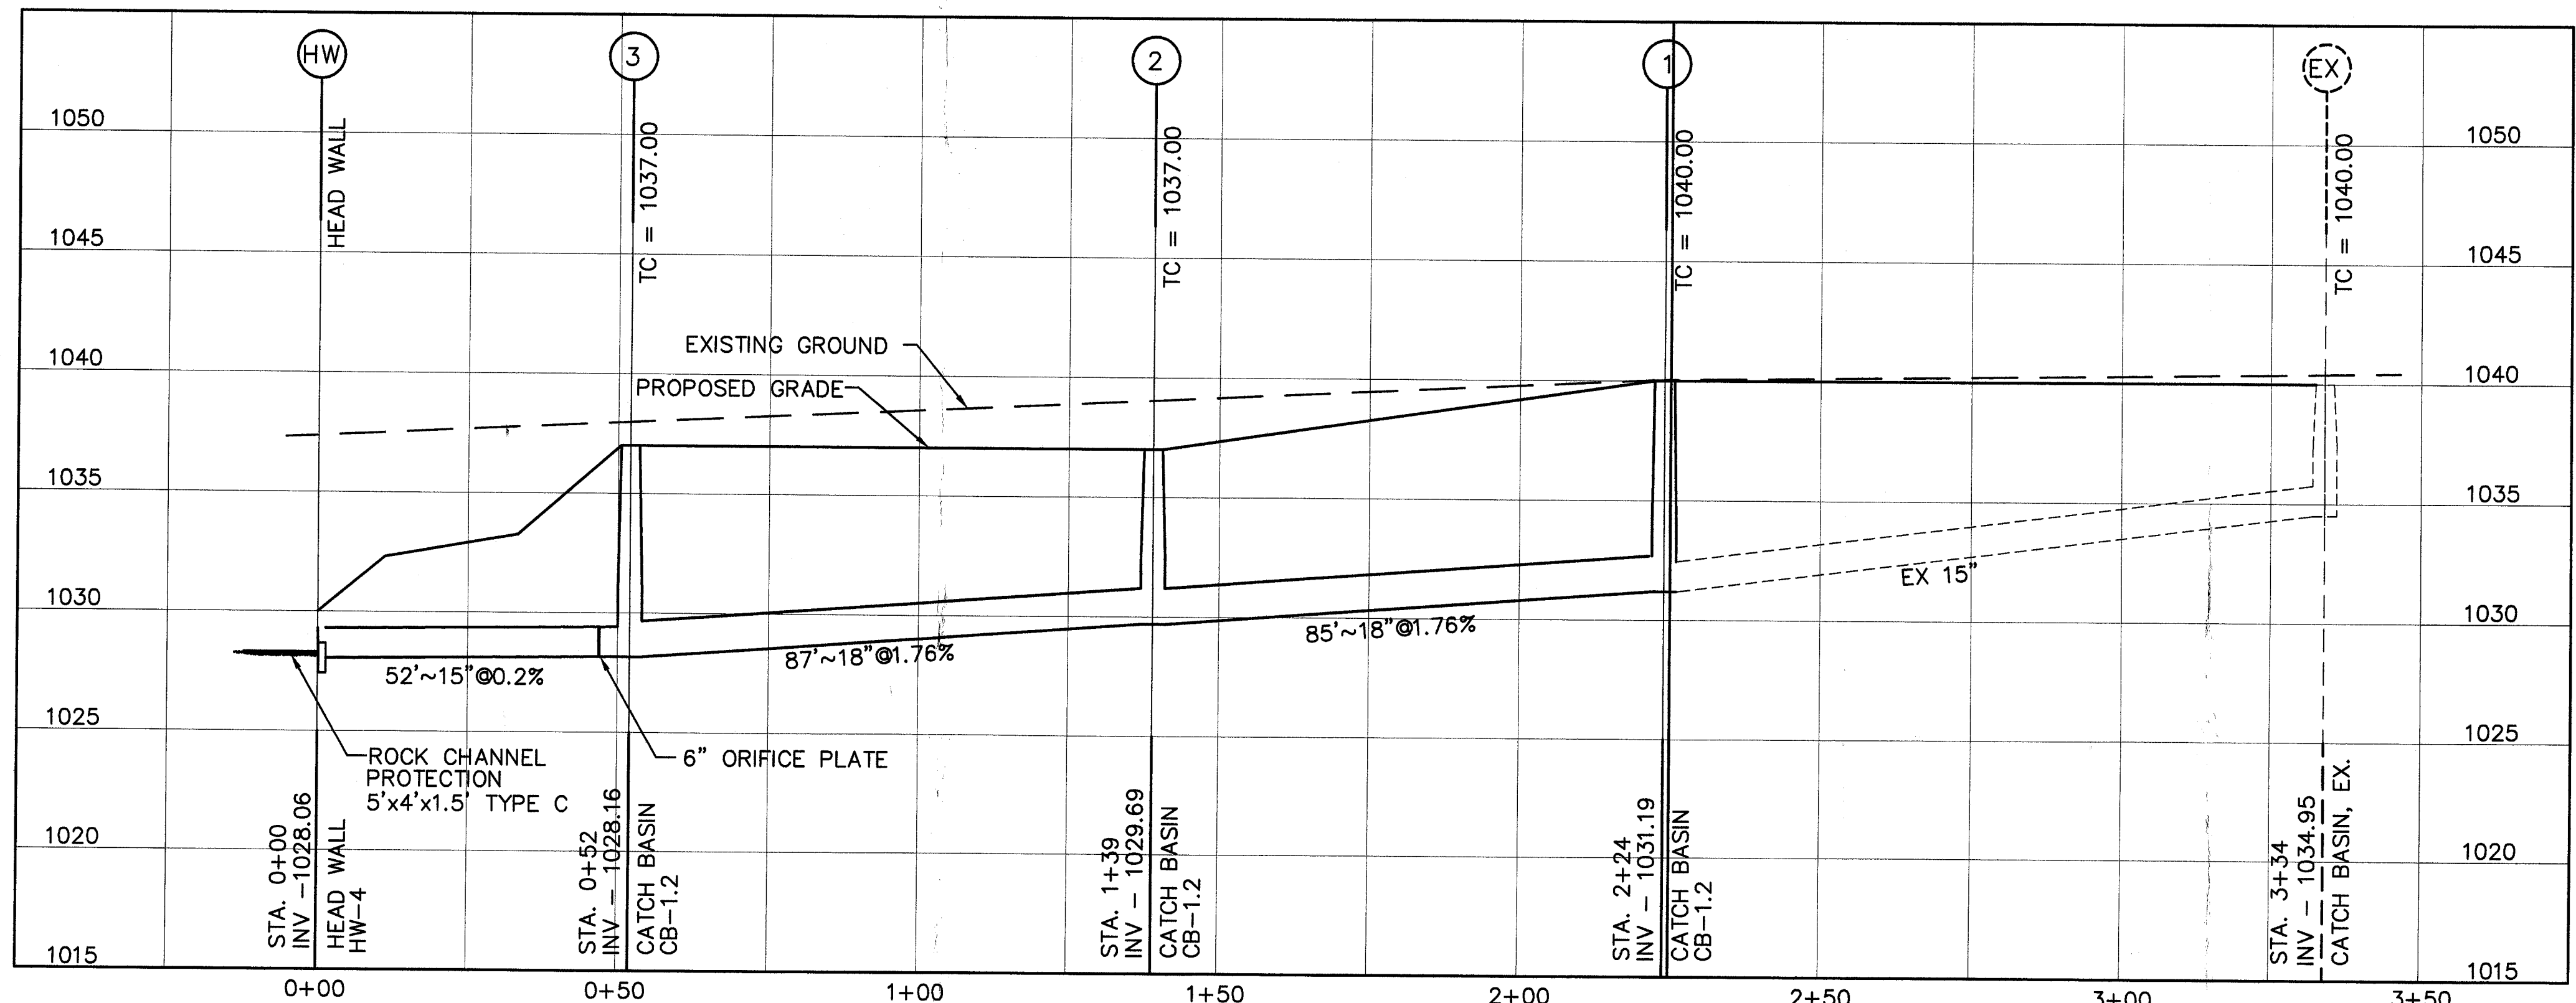 HW
3
2
1
EX
HEAD WALL
TC = 1037.00
TC = 1037.00
TC = 1040.00
TC = 1040.00
1050
1050
1045
1045
1040
1040
1035
1035
1030
1030
1025
1025
1020
1020
1015
1015
EXISTING GROUND
PROPOSED GRADE
52'~15"@0.2%
87'~18"@1.76%
85'~18"@1.76%
EX 15"
ROCK CHANNEL
PROTECTION
5'x4'x1.5' TYPE C
6" ORIFICE PLATE
STA. 0+00
INV -1028.06
HEAD WALL
HW-4
STA. 0+52
INV - 1028.16
CATCH BASIN
CB-1.2
STA. 1+39
INV - 1029.69
CATCH BASIN
CB-1.2
STA. 2+24
INV - 1031.19
CATCH BASIN
CB-1.2
STA. 3+34
INV - 1034.95
CATCH BASIN, EX.
0+00
0+50
1+00
1+50
2+00
2+50
3+00
3+50